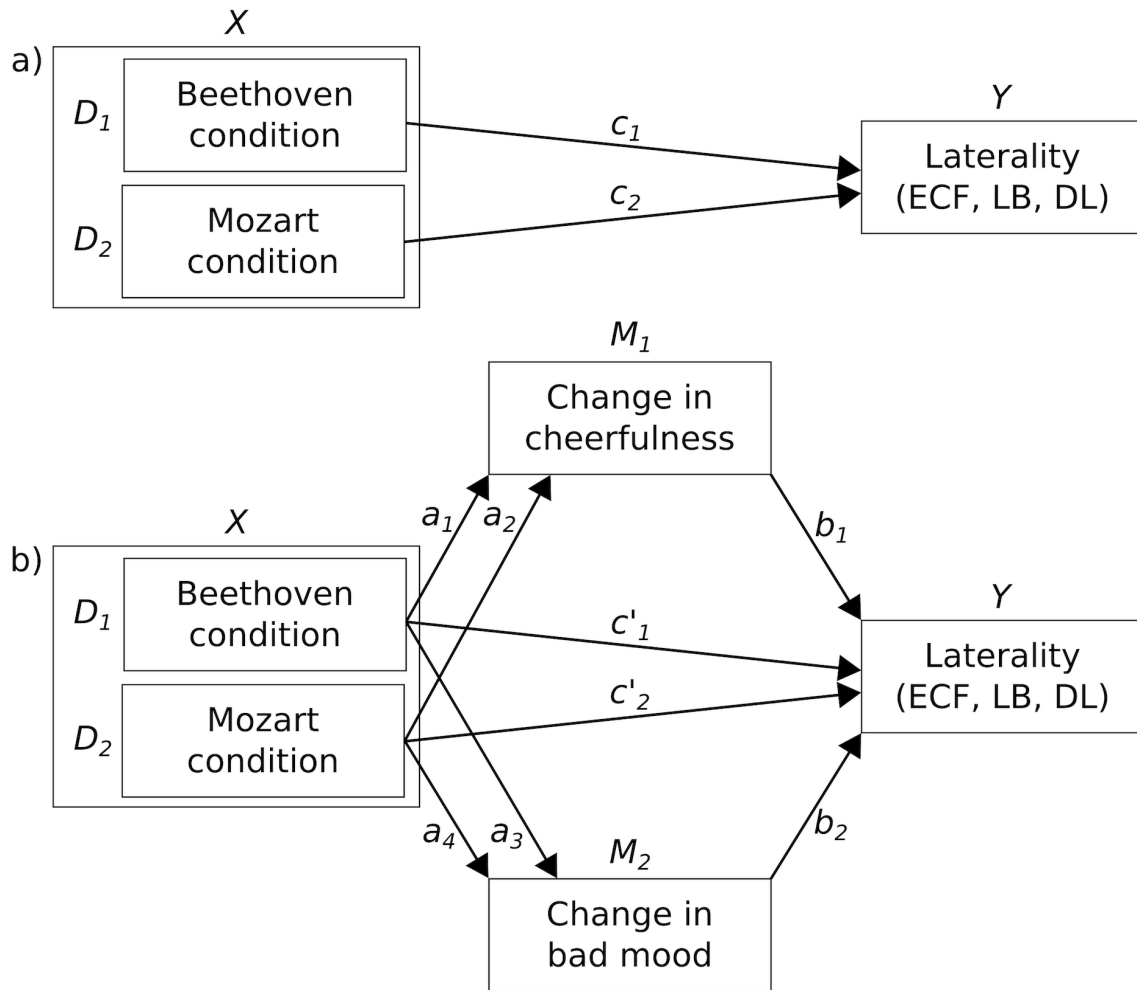 X
a)
D1
Beethoven
condition
D2
Mozart
condition
c1
c2
Y
Laterality
(ECF, LB, DL)
M1
Change in
cheerfulness
a1
a2
b1
X
b)
D1
Beethoven
condition
D2
Mozart
condition
c'1
c'2
Y
Laterality
(ECF, LB, DL)
a4
a3
b2
M2
Change in
bad mood